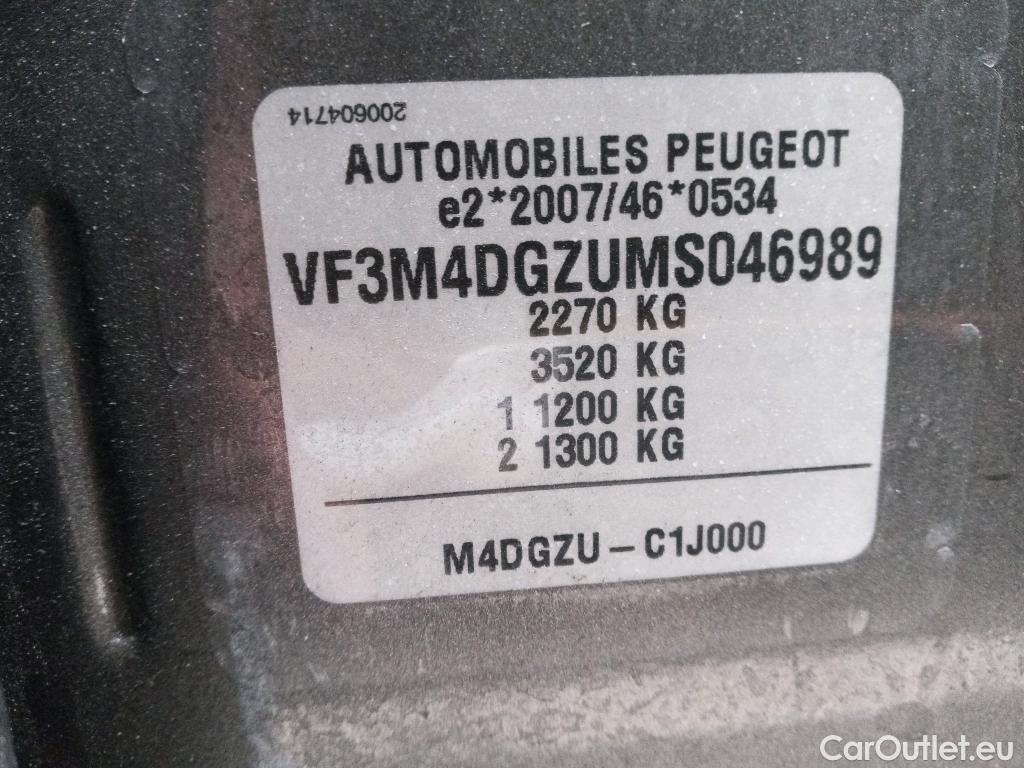 200604714
AUTOMOBILES PEUGEOT
e2*2007/46*0534
VF3M4DGZUMS046989
2270 KG
3520 KG
1 1200 KG
2 1300 KG
M4DGZU – C1J000
CarOutlet.eu